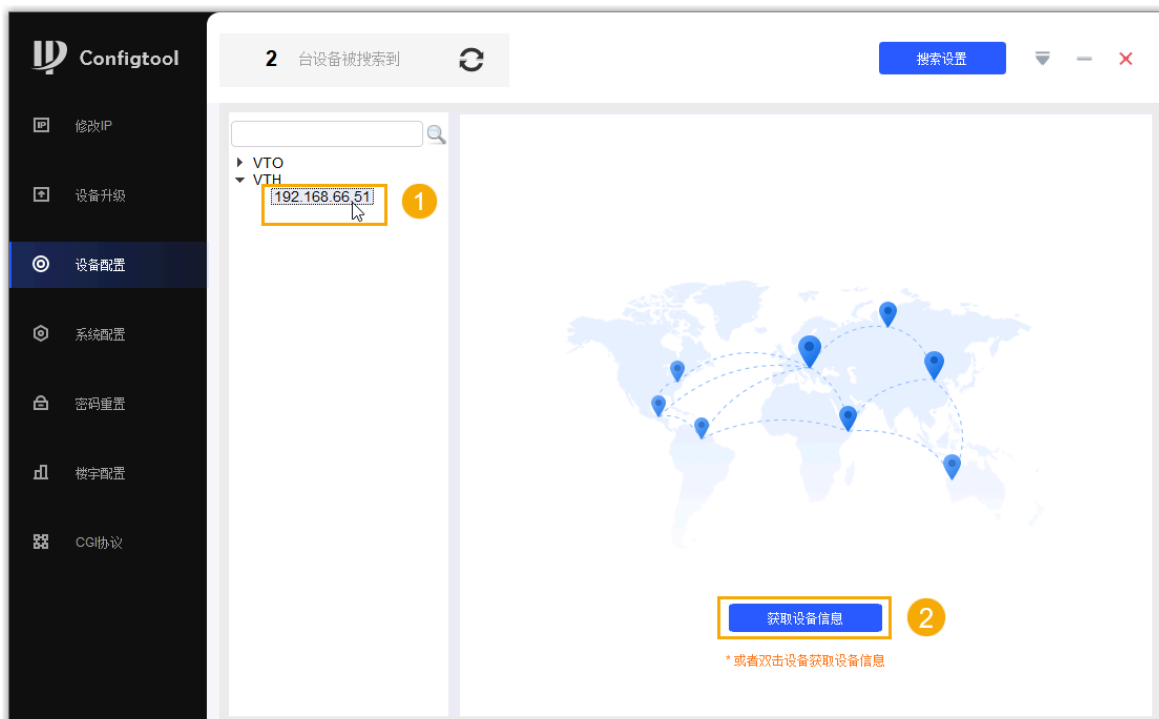 Configtool
2 台设备被搜索到
搜索设置
修改IP
设备升级
设备配置
系统配置
密码重置
楼宇配置
CGI协议
VTO
VTH
192.168.66.51
1
获取设备信息
2
* 或者双击设备获取设备信息